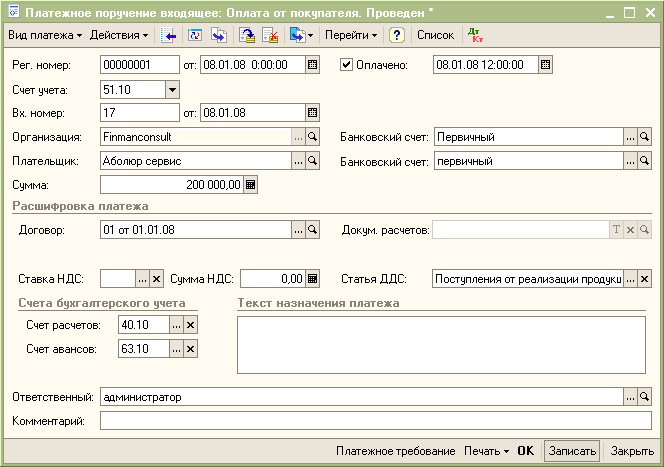 Платежное поручение входящее: Оплата от покупателя. Проведен *
Вид платежа Действия Перейти ? Список Дт Кт
Рег. номер: 00000001 от: 08.01.08 0:00:00 Оплачено: 08.01.08 12:00:00
Счет учета: 51.10
Вх. номер: 17 от: 08.01.08
Организация: Finmanconsult ... Банковский счет: Первичный ...
Плательщик: Аболюр сервис ... Банковский счет: первичный ...
Сумма: 200 000,00
Расшифровка платежа
Договор: 01 от 01.01.08 ... Докум. расчетов: T ×
Ставка НДС: ... × Сумма НДС: 0,00 Статья ДДС: Поступления от реализации продукц ... ×
Счета бухгалтерского учета Текст назначения платежа
Счет расчетов: 40.10 ... ×
Счет авансов: 63.10 ... ×
Ответственный: администратор ...
Комментарий:
Платежное требование Печать OK Записать Закрыть